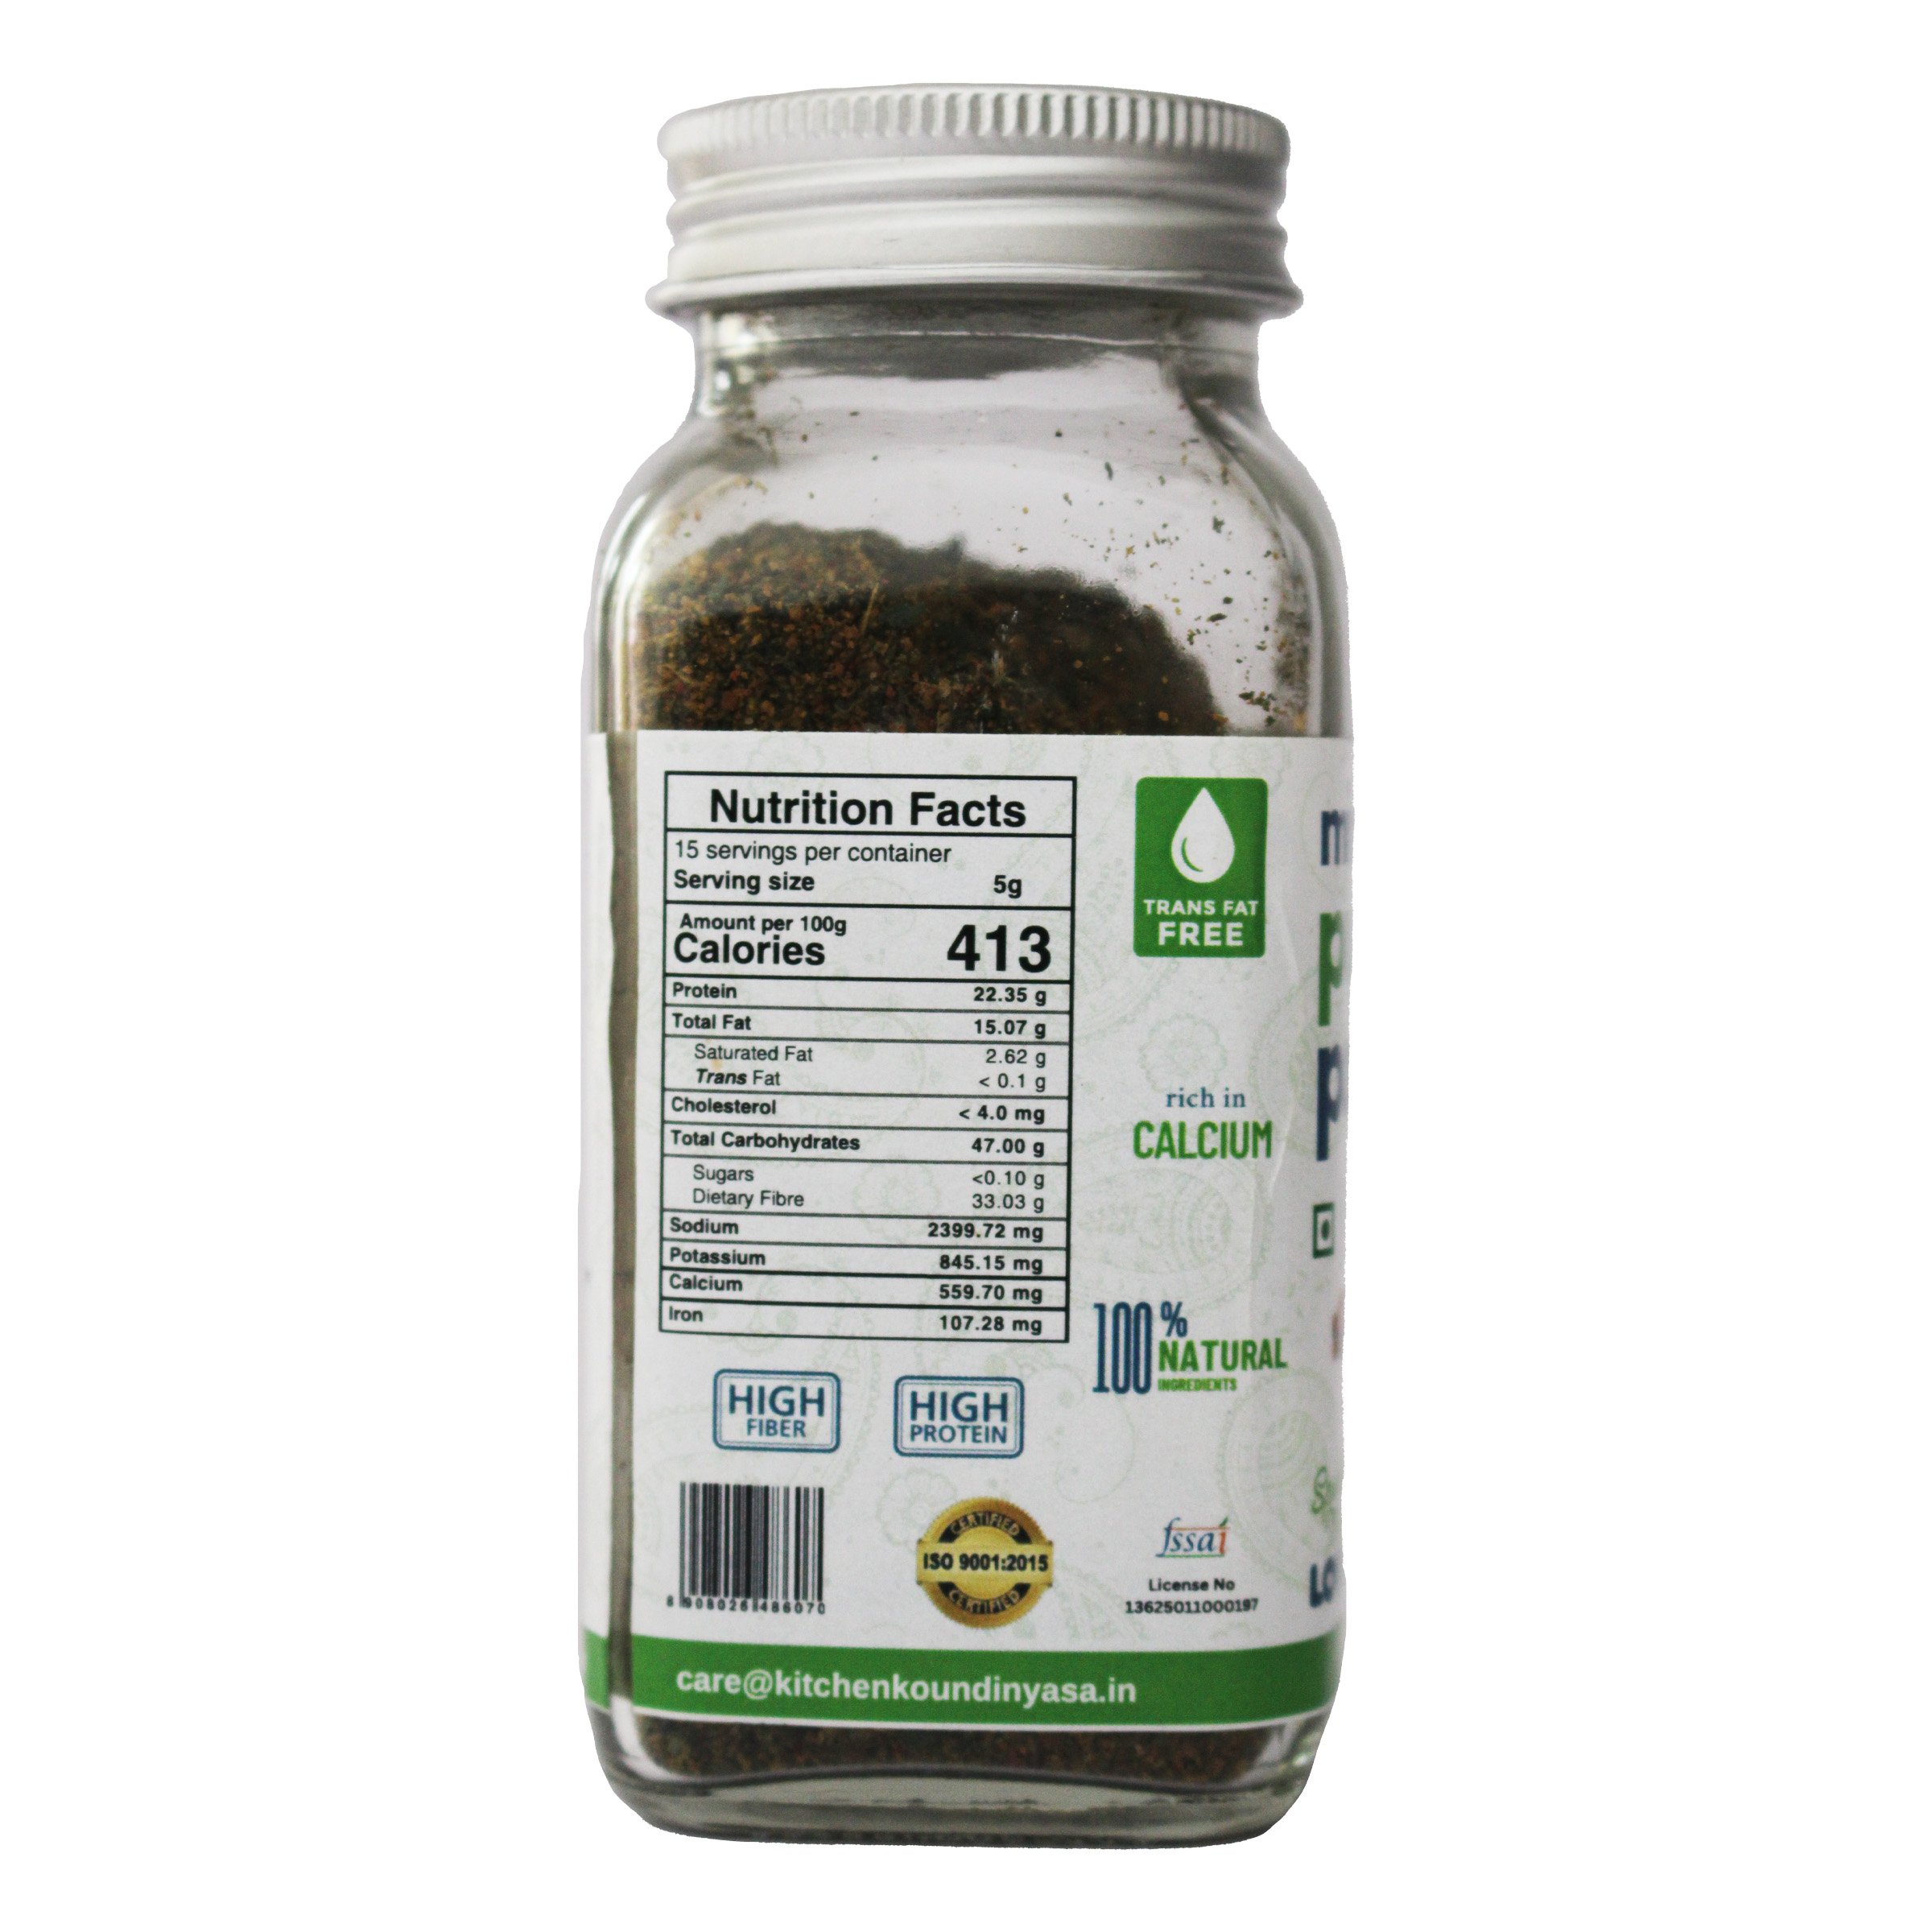 Nutrition Facts
15 servings per container
Serving size 5g
Amount per 100g
Calories 413
Protein 22.35 g
Total Fat 15.07 g
Saturated Fat 2.62 g
Trans Fat < 0.1 g
Cholesterol < 4.0 mg
Total Carbohydrates 47.00 g
Sugars <0.10 g
Dietary Fibre 33.03 g
Sodium 2399.72 mg
Potassium 845.15 mg
Calcium 559.70 mg
Iron 107.28 mg
HIGH
FIBER
HIGH
PROTEIN
8 908026 486070
CERTIFIED
ISO 9001:2015
CERTIFIED
TRANS FAT
FREE
rich in
CALCIUM
100%
NATURAL
INGREDIENTS
fssai
License No
13625011000197
care@kitchenkoundinyasa.in